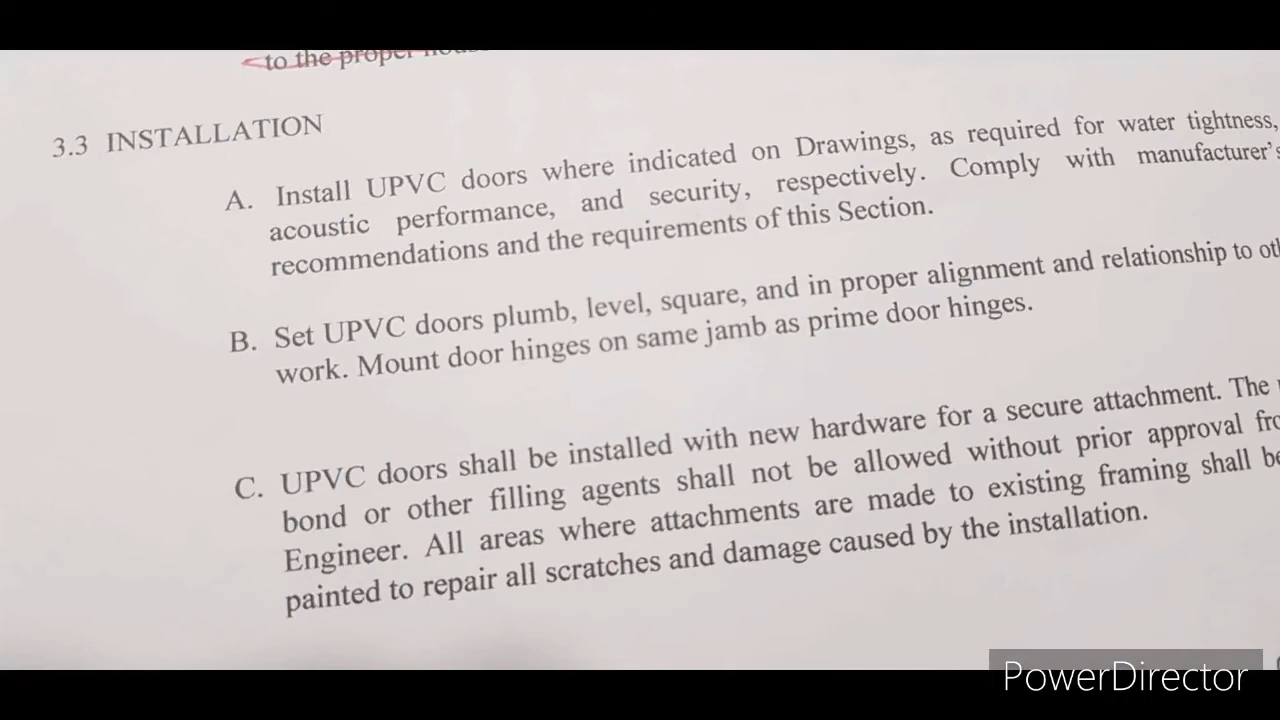 to the proper
3.3 INSTALLATION
A. Install UPVC doors where indicated on Drawings, as required for water tightness,
acoustic performance, and security, respectively. Comply with manufacturer's
recommendations and the requirements of this Section.
B. Set UPVC doors plumb, level, square, and in proper alignment and relationship to
work. Mount door hinges on same jamb as prime door hinges.
C. UPVC doors shall be installed with new hardware for a secure attachment. The
bond or other filling agents shall not be allowed without prior approval
Engineer. All areas where attachments are made to existing framing shall
painted to repair all scratches and damage caused by the installation.
PowerDirector